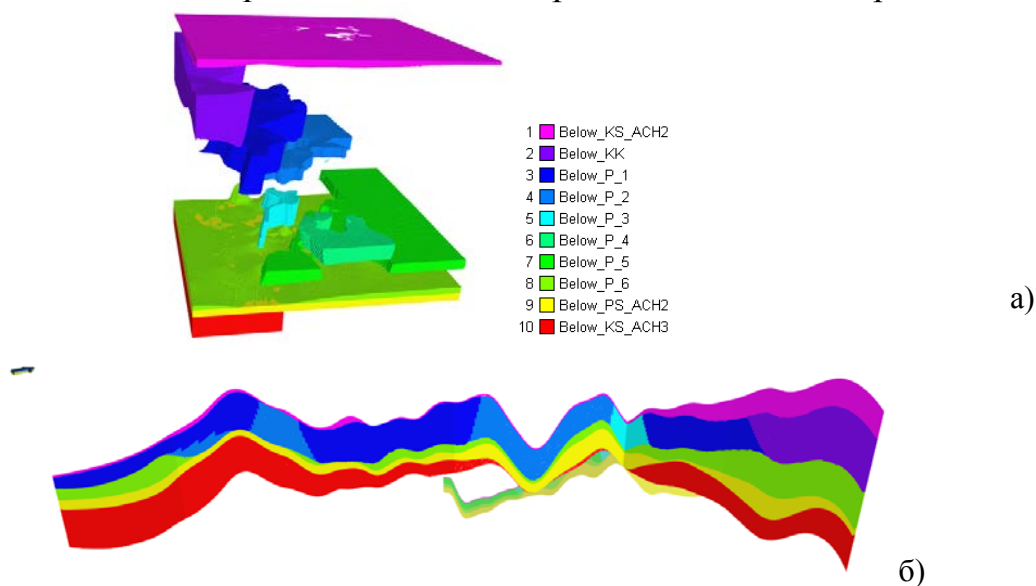 1 Below_KS_ACH2
2 Below_KK
3 Below_P_1
4 Below_P_2
5 Below_P_3
6 Below_P_4
7 Below_P_5
8 Below_P_6
9 Below_PS_ACH2
10 Below_KS_ACH3
а)
б)